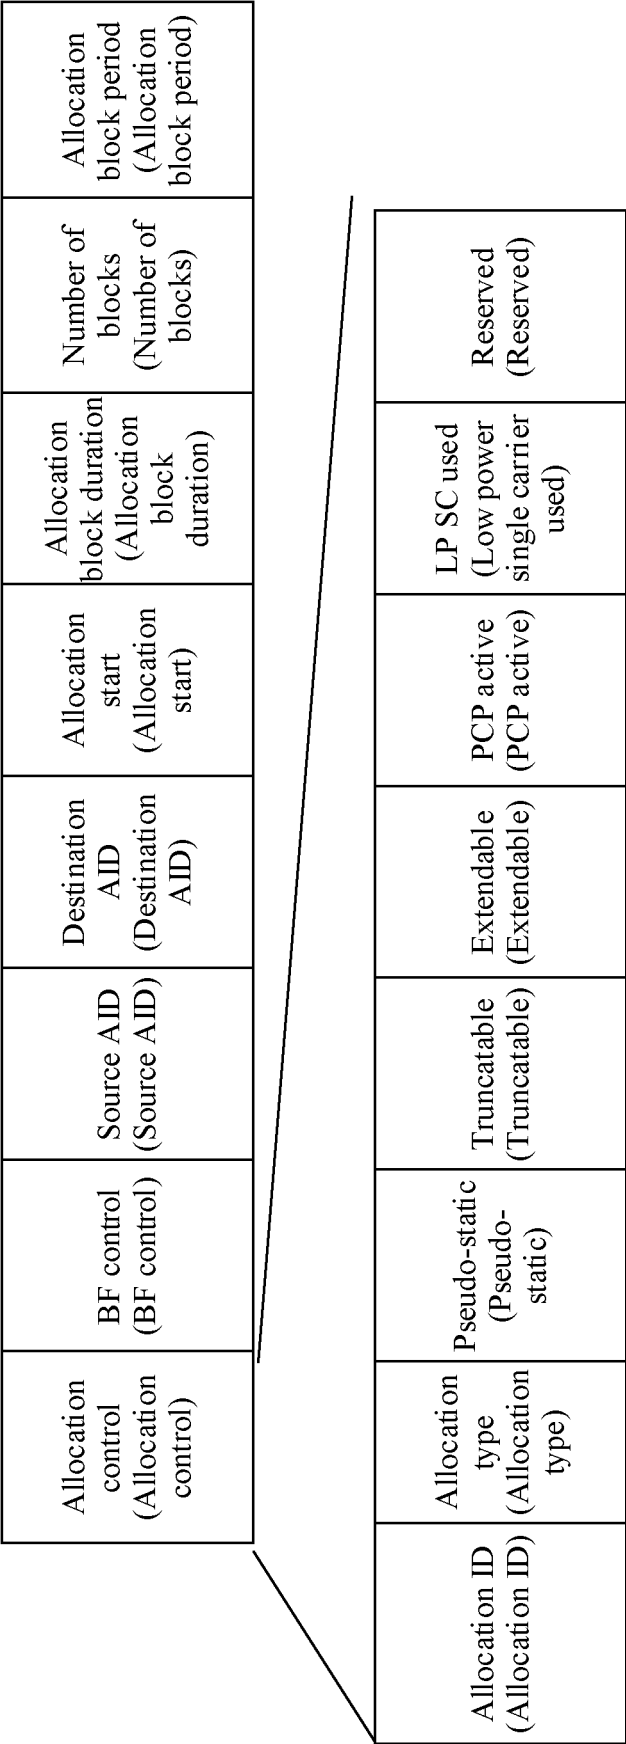 Allocation
control
(Allocation
control)
BF control
(BF control)
Source AID
(Source AID)
Destination
AID
(Destination
AID)
Allocation
start
(Allocation
start)
Allocation
block duration
(Allocation
block
duration)
Number of
blocks
(Number of
blocks)
Allocation
block period
(Allocation
block period)
Allocation ID
(Allocation ID)
Allocation
type
(Allocation
type)
Pseudo-static
(Pseudo-
static)
Truncatable
(Truncatable)
Extendable
(Extendable)
PCP active
(PCP active)
LP SC used
(Low power
single carrier
used)
Reserved
(Reserved)